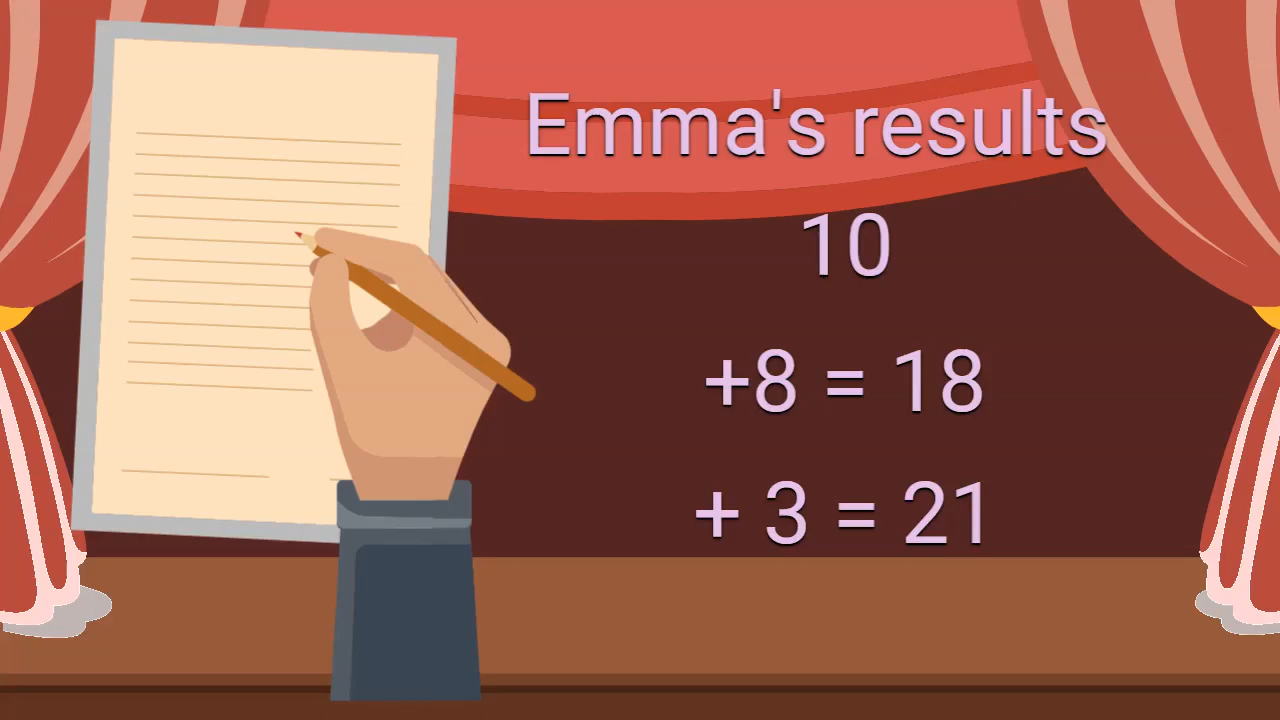 Emma's results
10
+8 = 18
+ 3 = 21